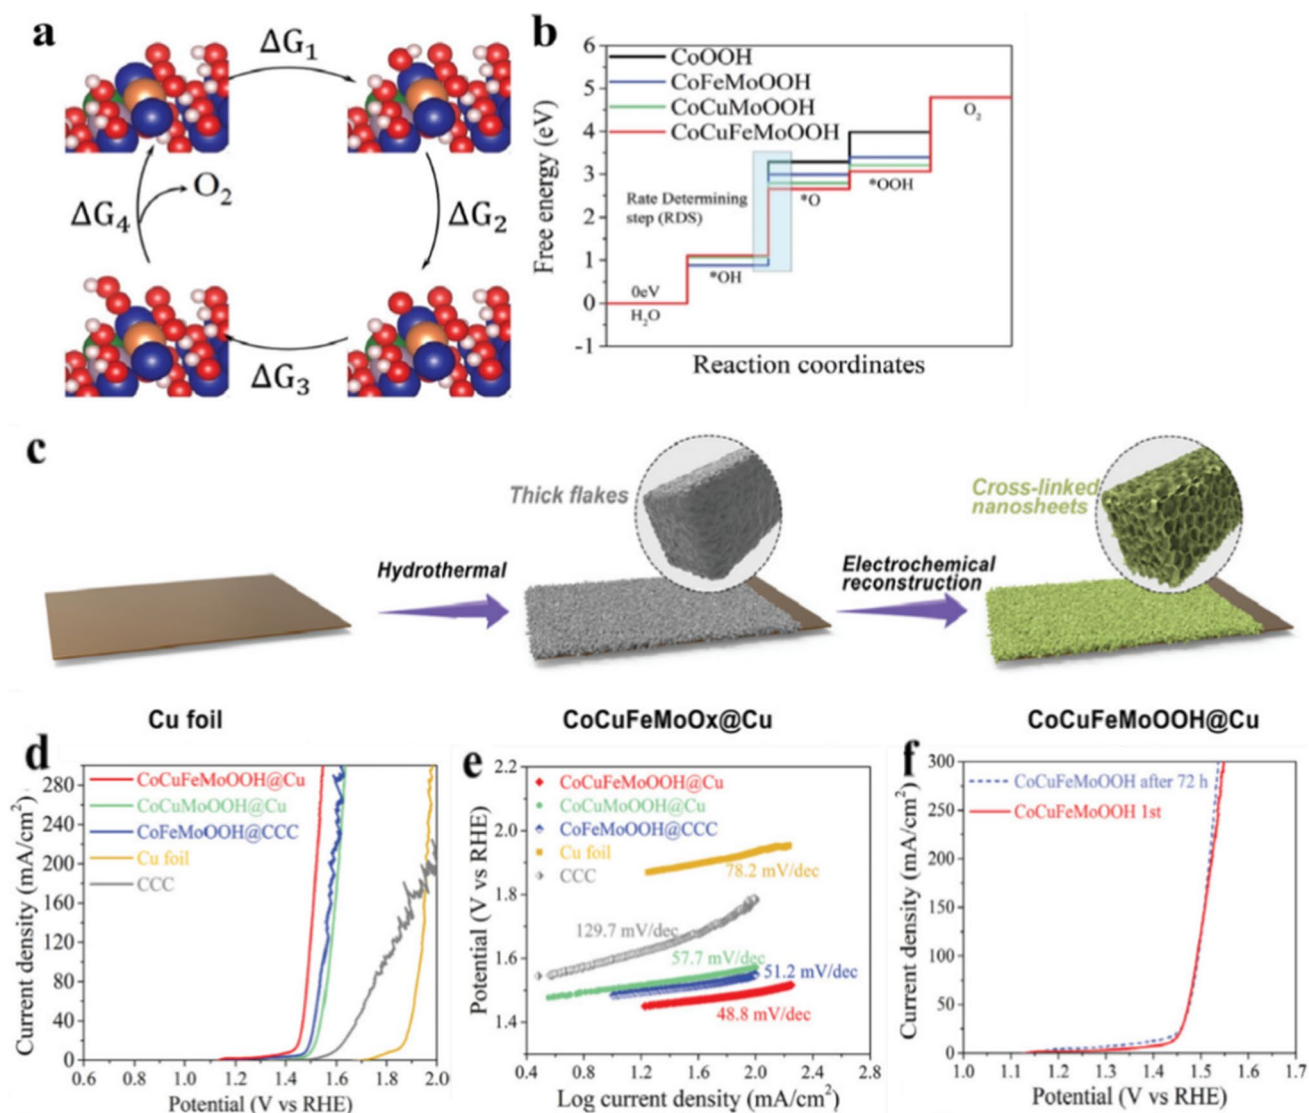 a
ΔG₁
ΔG₂
ΔG₃
ΔG₄
O₂
b
Free energy (eV)
6
5
4
3
2
1
0
-1
CoOOH
CoFeMoOOH
CoCuMoOOH
CoCuFeMoOOH
Rate Determining
step (RDS)
0eV
H₂O
*OH
*O
*OOH
O₂
Reaction coordinates
c
Thick flakes
Cross-linked
nanosheets
Hydrothermal
Electrochemical
reconstruction
Cu foil
CoCuFeMoOx@Cu
CoCuFeMoOOH@Cu
d
Current density (mA/cm²)
280
240
200
160
120
80
40
0
CoCuFeMoOOH@Cu
CoCuMoOOH@Cu
CoFeMoOOH@CCC
Cu foil
CCC
0.6 0.8 1.0 1.2 1.4 1.6 1.8 2.0
Potential (V vs RHE)
e
Potential (V vs RHE)
2.2
2.0
1.8
1.6
1.4
CoCuFeMoOOH@Cu
CoCuMoOOH@Cu
CoFeMoOOH@CCC
Cu foil
CCC
78.2 mV/dec
129.7 mV/dec
57.7 mV/dec
51.2 mV/dec
48.8 mV/dec
0.4 0.8 1.2 1.6 2.0 2.4 2.8
Log current density (mA/cm²)
f
Current density (mA/cm²)
300
250
200
150
100
50
0
CoCuFeMoOOH after 72 h
CoCuFeMoOOH 1st
1.0 1.1 1.2 1.3 1.4 1.5 1.6 1.7
Potential (V vs RHE)